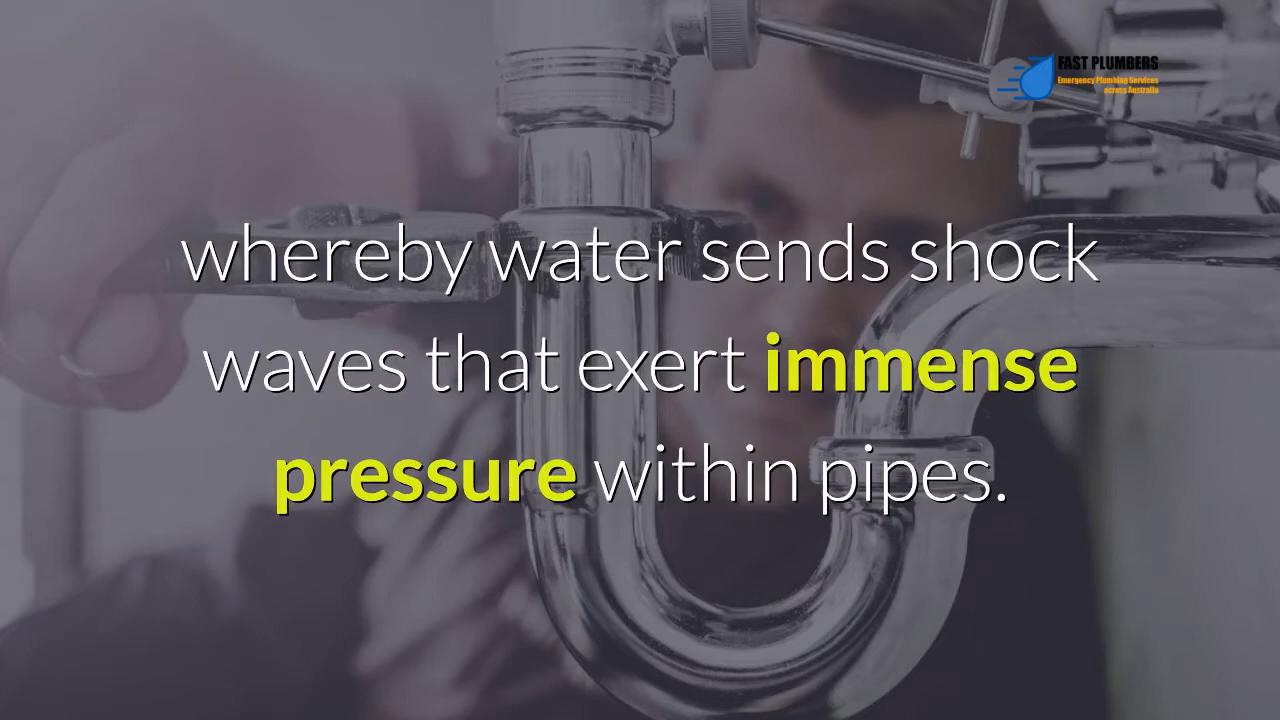 FAST PLUMBERS
Emergency Plumbing Services
across Australia
whereby water sends shock
waves that exert immense
pressure within pipes.